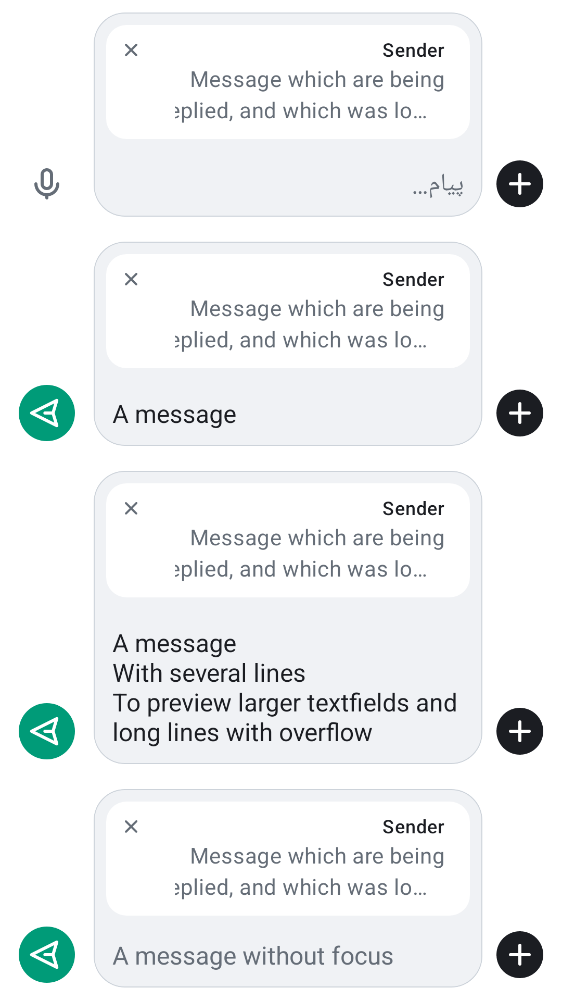 Sender
Message which are being
eplied, and which was lo…
پیام...
Sender
Message which are being
eplied, and which was lo…
A message
Sender
Message which are being
eplied, and which was lo…
A message
With several lines
To preview larger textfields and
long lines with overflow
Sender
Message which are being
eplied, and which was lo…
A message without focus